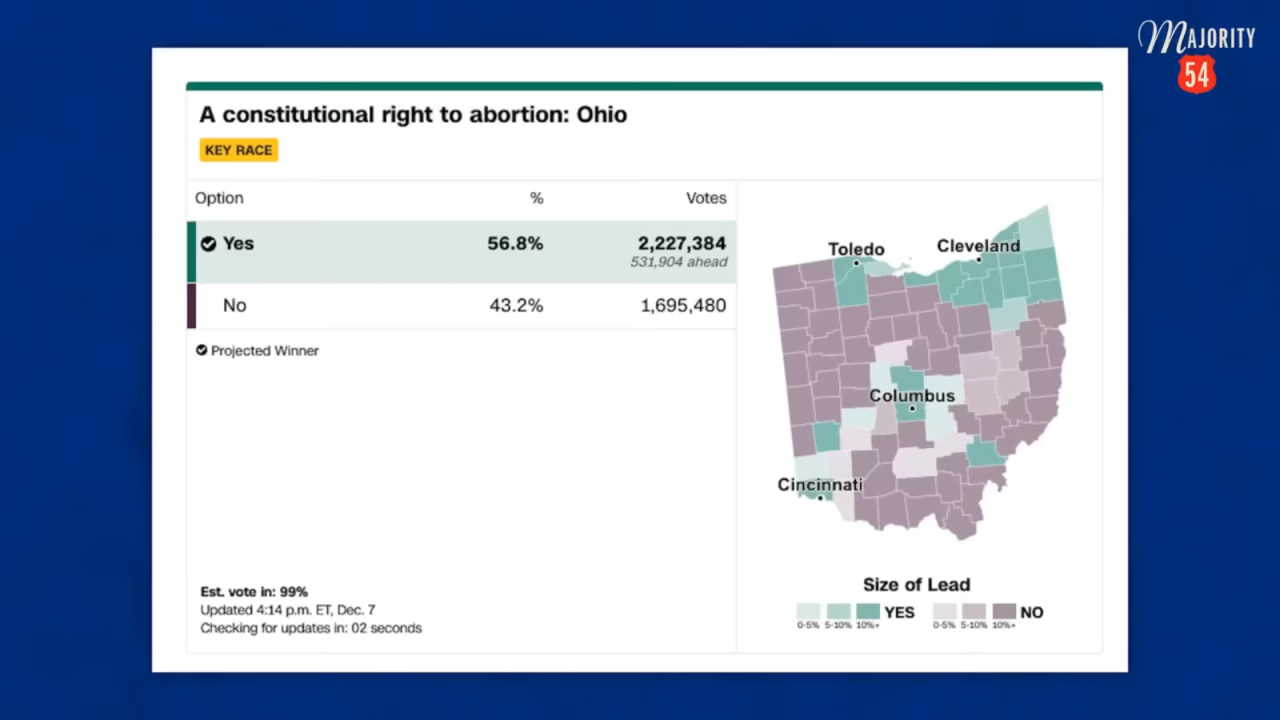 MAJORITY
54
A constitutional right to abortion: Ohio
KEY RACE
Option % Votes
Yes 56.8% 2,227,384
531,904 ahead
No 43.2% 1,695,480
Projected Winner
Est. vote in: 99%
Updated 4:14 p.m. ET, Dec. 7
Checking for updates in: 02 seconds
Toledo
Cleveland
Columbus
Cincinnati
Size of Lead
YES NO
0-5% 5-10% 10%+ 0-5% 5-10% 10%+